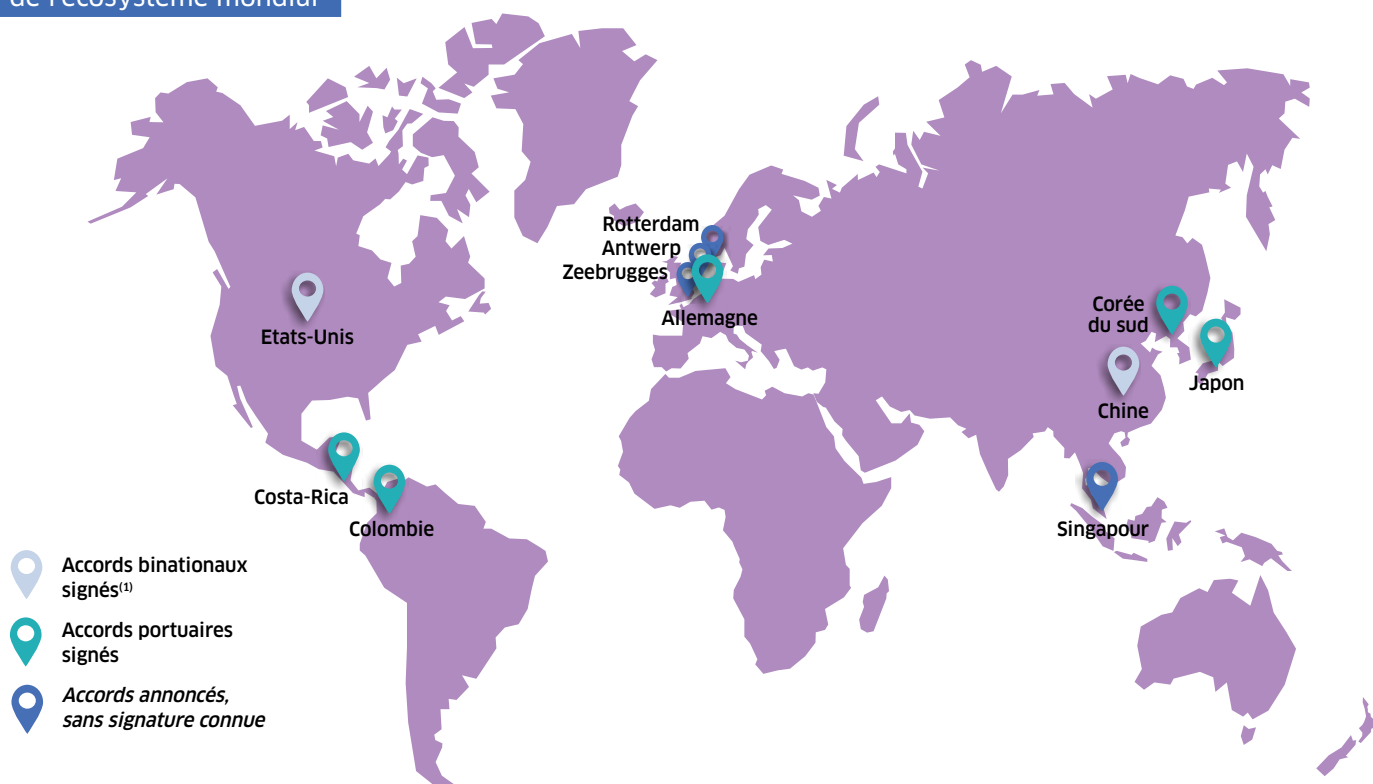 de l'écosystème mondial
Rotterdam
Antwerp
Zeebrugges
Allemagne
Etats-Unis
Corée
du sud
Japon
Chine
Costa-Rica
Colombie
Singapour
Accords binationaux
signés(1)
Accords portuaires
signés
Accords annoncés,
sans signature connue